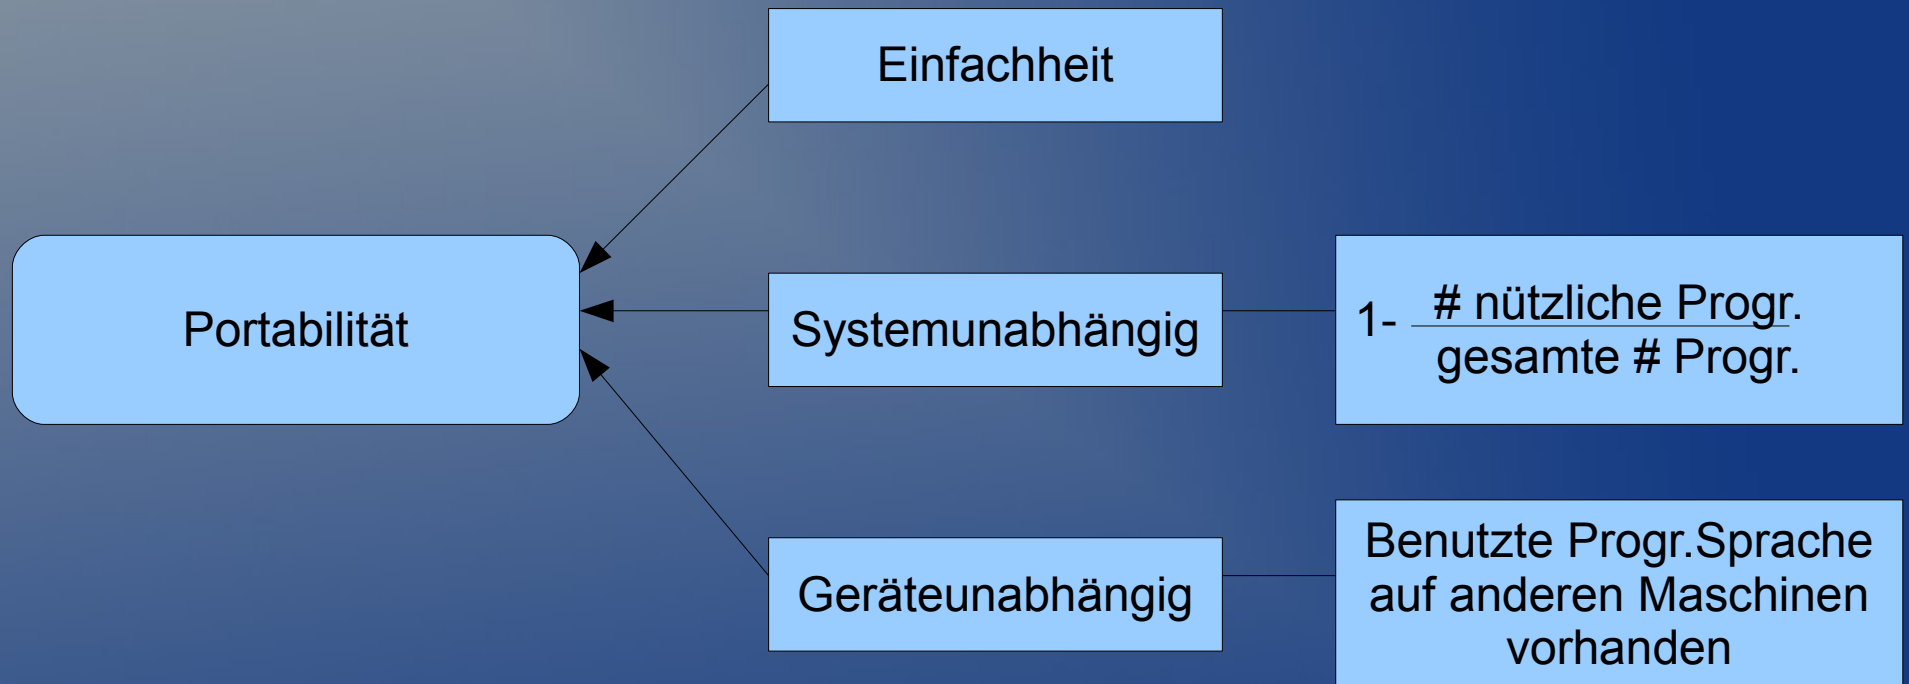 Einfachheit
Portabilität
Systemunabhängig
1- # nützliche Progr.
gesamte # Progr.
Geräteunabhängig
Benutzte Progr.Sprache
auf anderen Maschinen
vorhanden